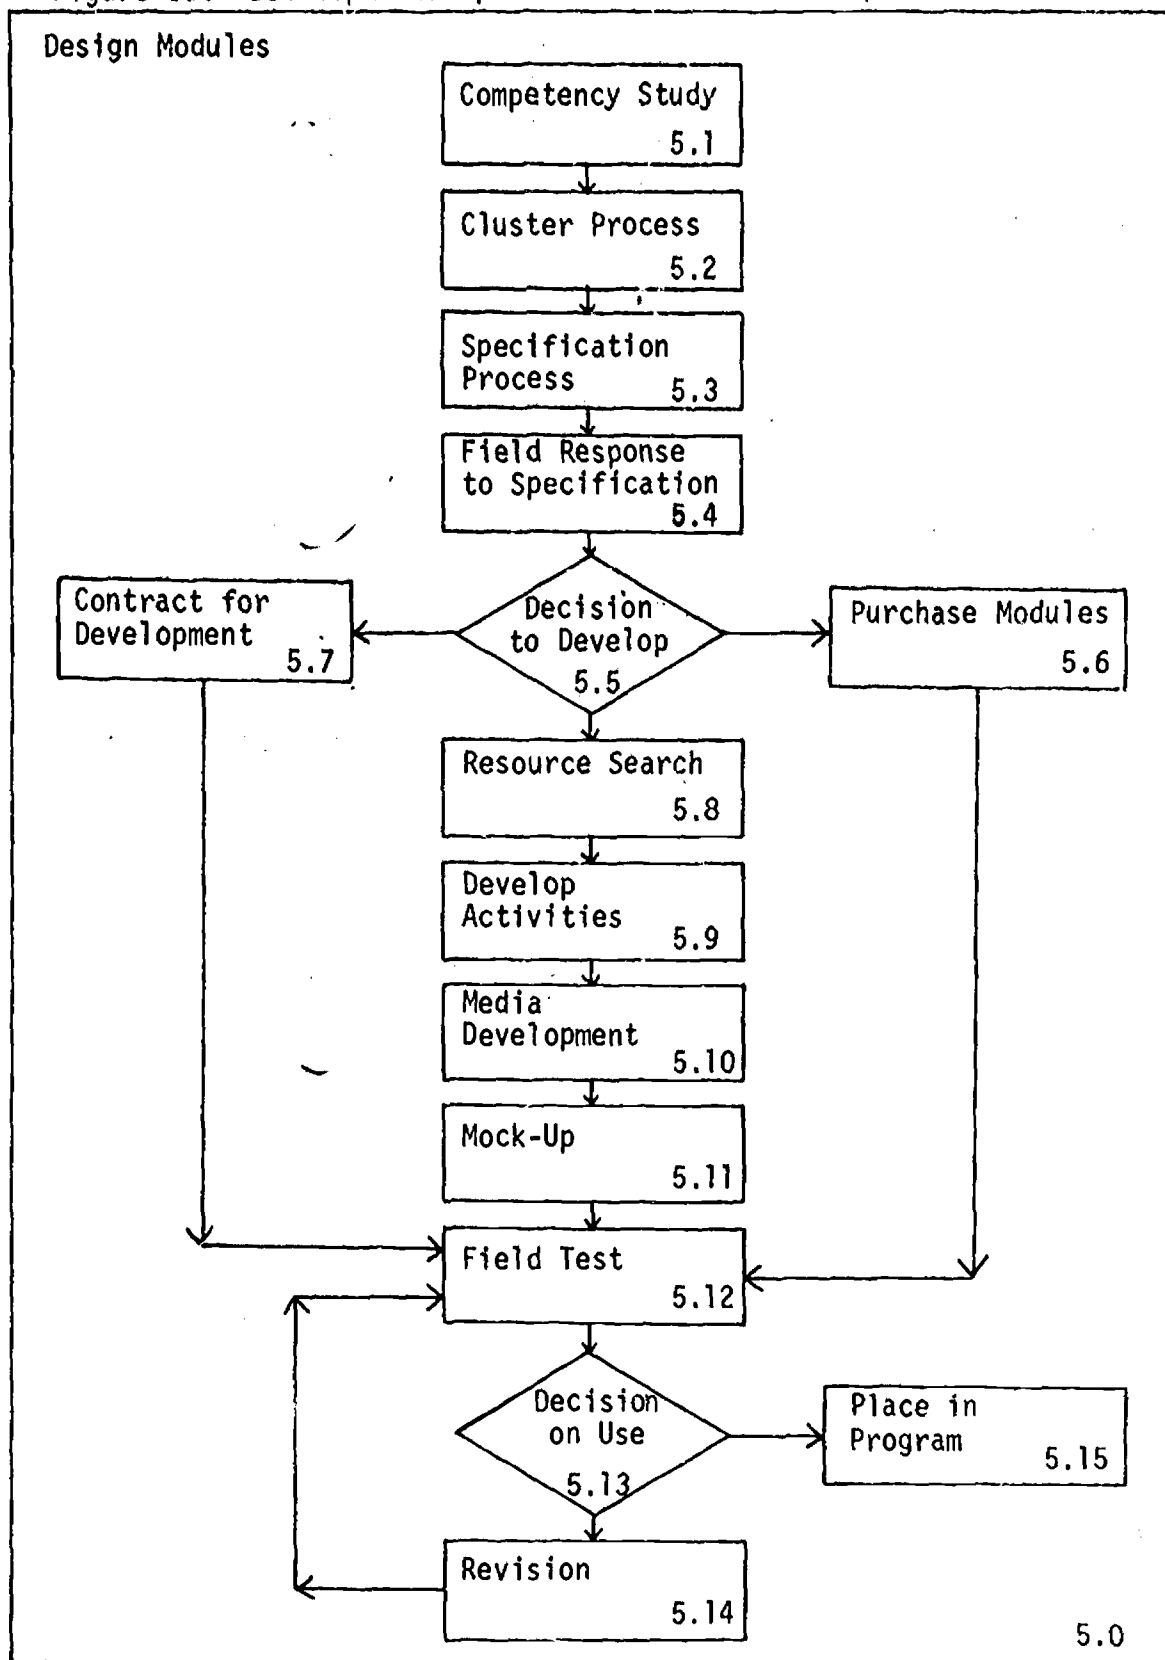 Design Modules
Competency Study
5.1
Cluster Process
5.2
Specification
Process
5.3
Field Response
to Specification
5.4
Decision
to Develop
5.5
Contract for
Development
5.7
Purchase Modules
5.6
Resource Search
5.8
Develop
Activities
5.9
Media
Development
5.10
Mock-Up
5.11
Field Test
5.12
Decision
on Use
5.13
Place in
Program
5.15
Revision
5.14
5.0